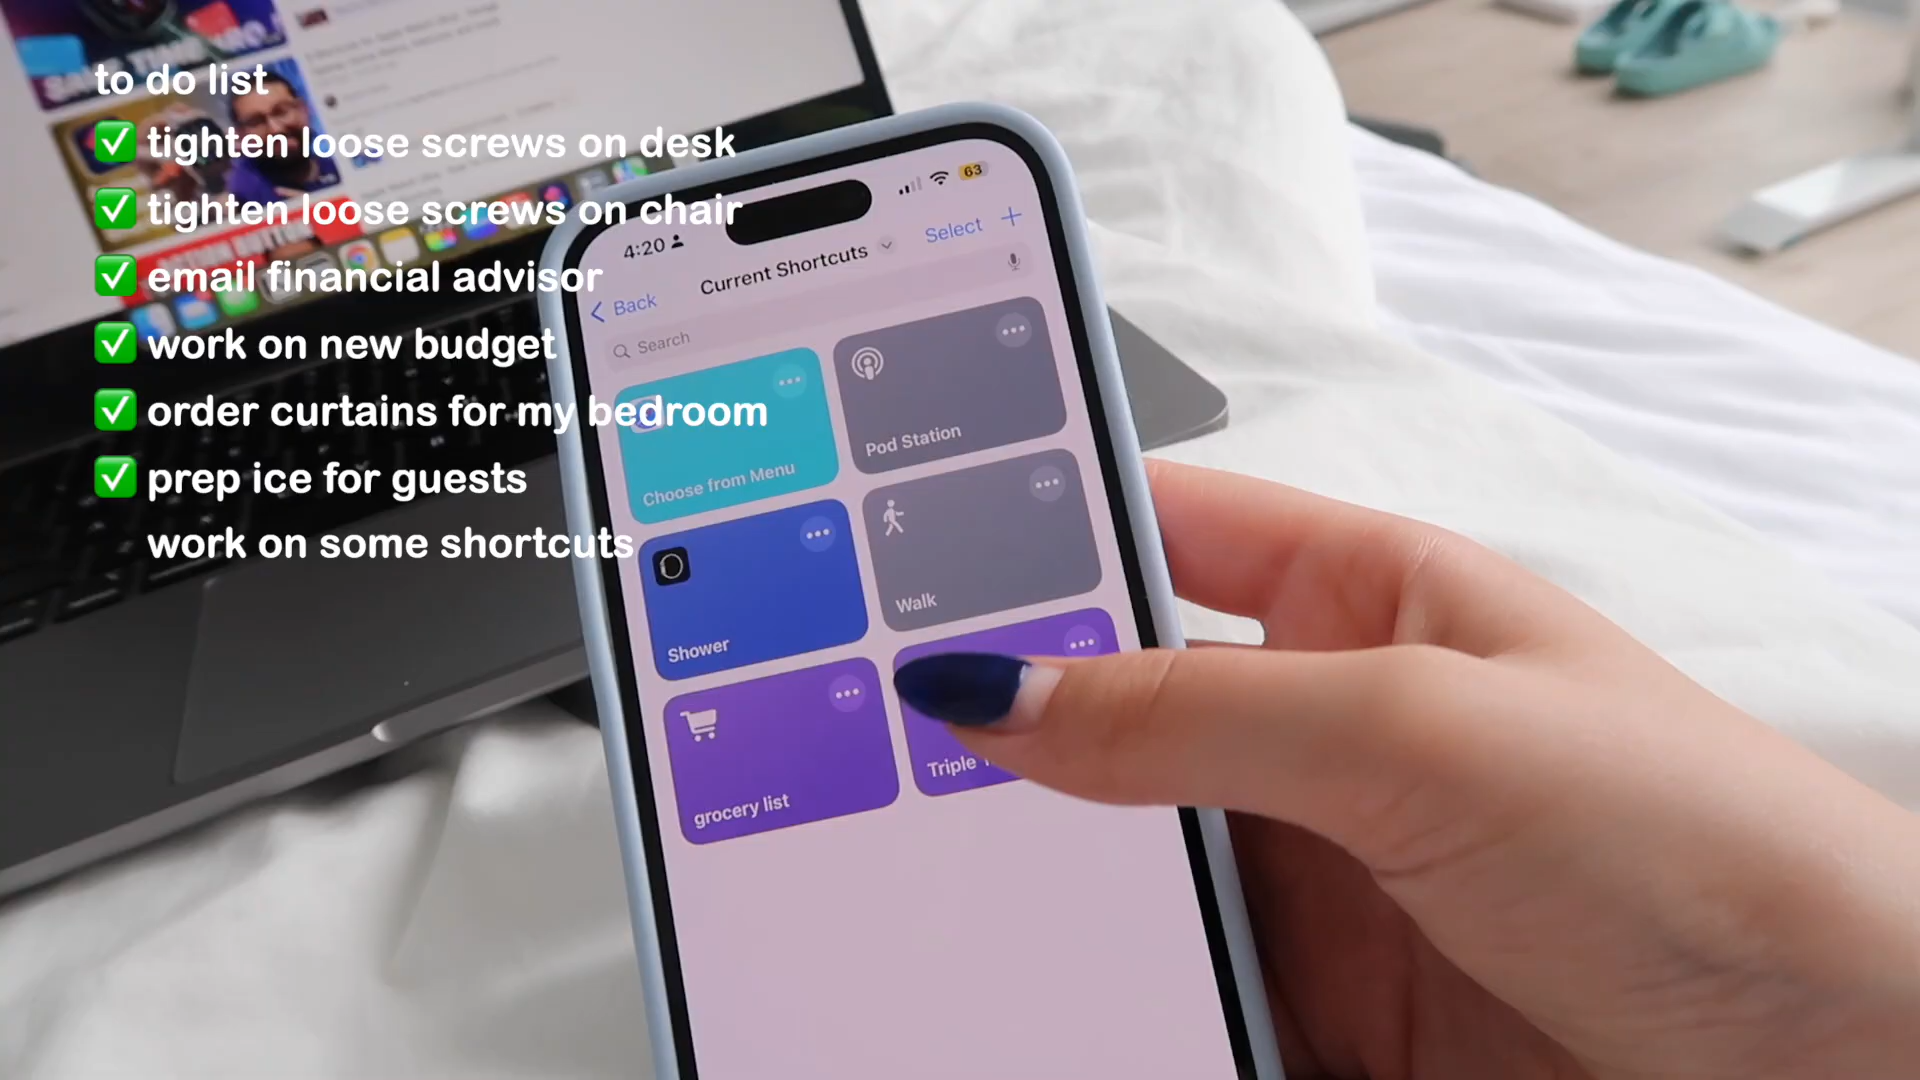 to do list
✅ tighten loose screws on desk
✅ tighten loose screws on chair
✅ email financial advisor
✅ work on new budget
✅ order curtains for my bedroom
✅ prep ice for guests
work on some shortcuts
4:20
63
Back
Current Shortcuts
Select +
Search
Choose from Menu
Pod Station
Shower
Walk
grocery list
Triple